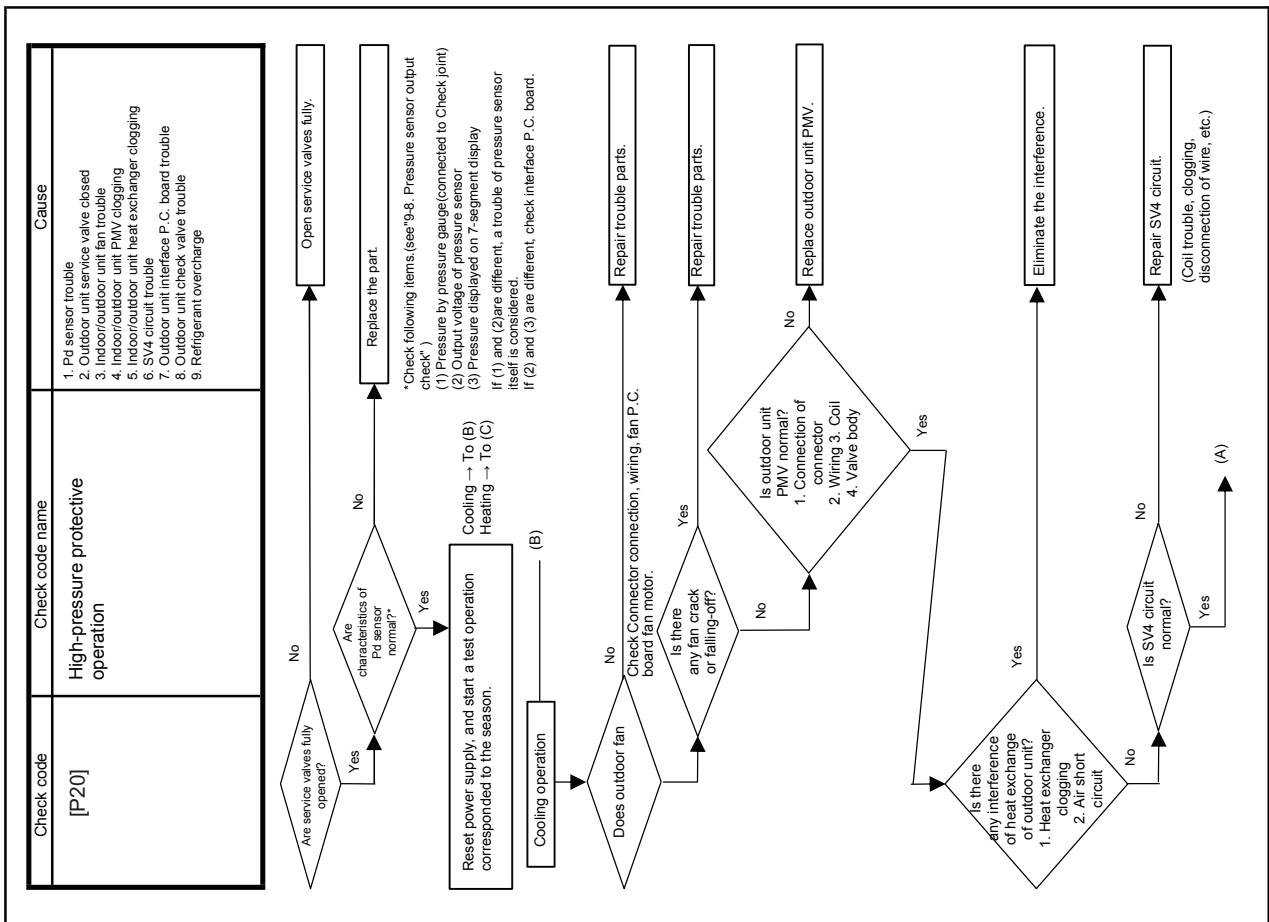 Check code
Check code name
Cause
[P20]
High-pressure protective
operation
1. Pd sensor trouble
2. Outdoor unit service valve closed
3. Indoor/outdoor unit fan trouble
4. Indoor/outdoor unit PMV clogging
5. Indoor/outdoor unit heat exchanger clogging
6. SV4 circuit trouble
7. Outdoor unit interface P.C. board trouble
8. Outdoor unit check valve trouble
9. Refrigerant overcharge
Are service valves fully
opened?
No
Open service valves fully.
Yes
Are
characteristics of
Pd sensor
normal?*
No
Replace the part.
Yes
*Check following items.(see"9-8. Pressure sensor output
check" )
(1) Pressure by pressure gauge(connected to Check joint)
(2) Output voltage of pressure sensor
(3) Pressure displayed on 7-segment display
If (1) and (2)are different, a trouble of pressure sensor
itself is considered.
If (2) and (3) are different, check interface P.C. board.
Reset power supply, and start a test operation
corresponded to the season.
Cooling → To (B)
Heating → To (C)
Cooling operation
(B)
Does outdoor fan
No
Check Connector connection, wiring, fan P.C.
board fan motor.
Repair trouble parts.
Is there
any fan crack
or falling-off?
Yes
Repair trouble parts.
No
Is outdoor unit
PMV normal?
1. Connection of
connector
2. Wiring 3. Coil
4. Valve body
No
Replace outdoor unit PMV.
Yes
Is there
any interference
of heat exchange
of outdoor unit?
1. Heat exchanger
clogging
2. Air short
circuit
Yes
Eliminate the interference.
No
Is SV4 circuit
normal?
No
Repair SV4 circuit.
(Coil trouble, clogging,
disconnection of wire, etc.)
Yes
(A)